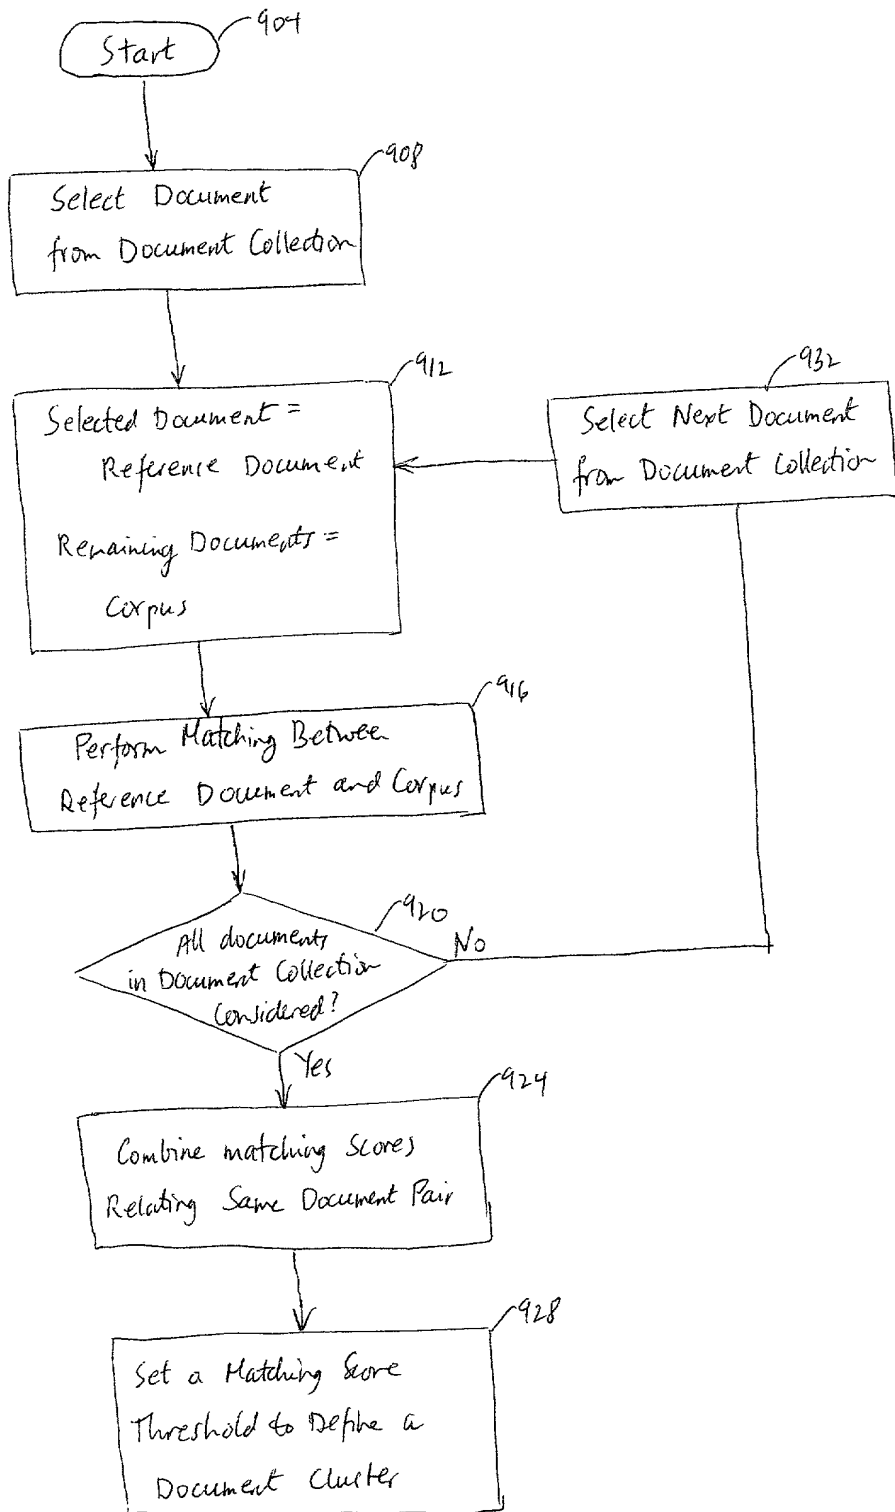 904
Start
908
Select Document
from Document Collection
912
Selected Document =
Reference Document
Remaining Documents =
Corpus
932
Select Next Document
from Document Collection
916
Perform Matching Between
Reference Document and Corpus
920
All documents
in Document Collection
Considered?
No
Yes
924
Combine matching Scores
Relating Same Document Pair
928
Set a Matching Score
Threshold to Define a
Document Cluster